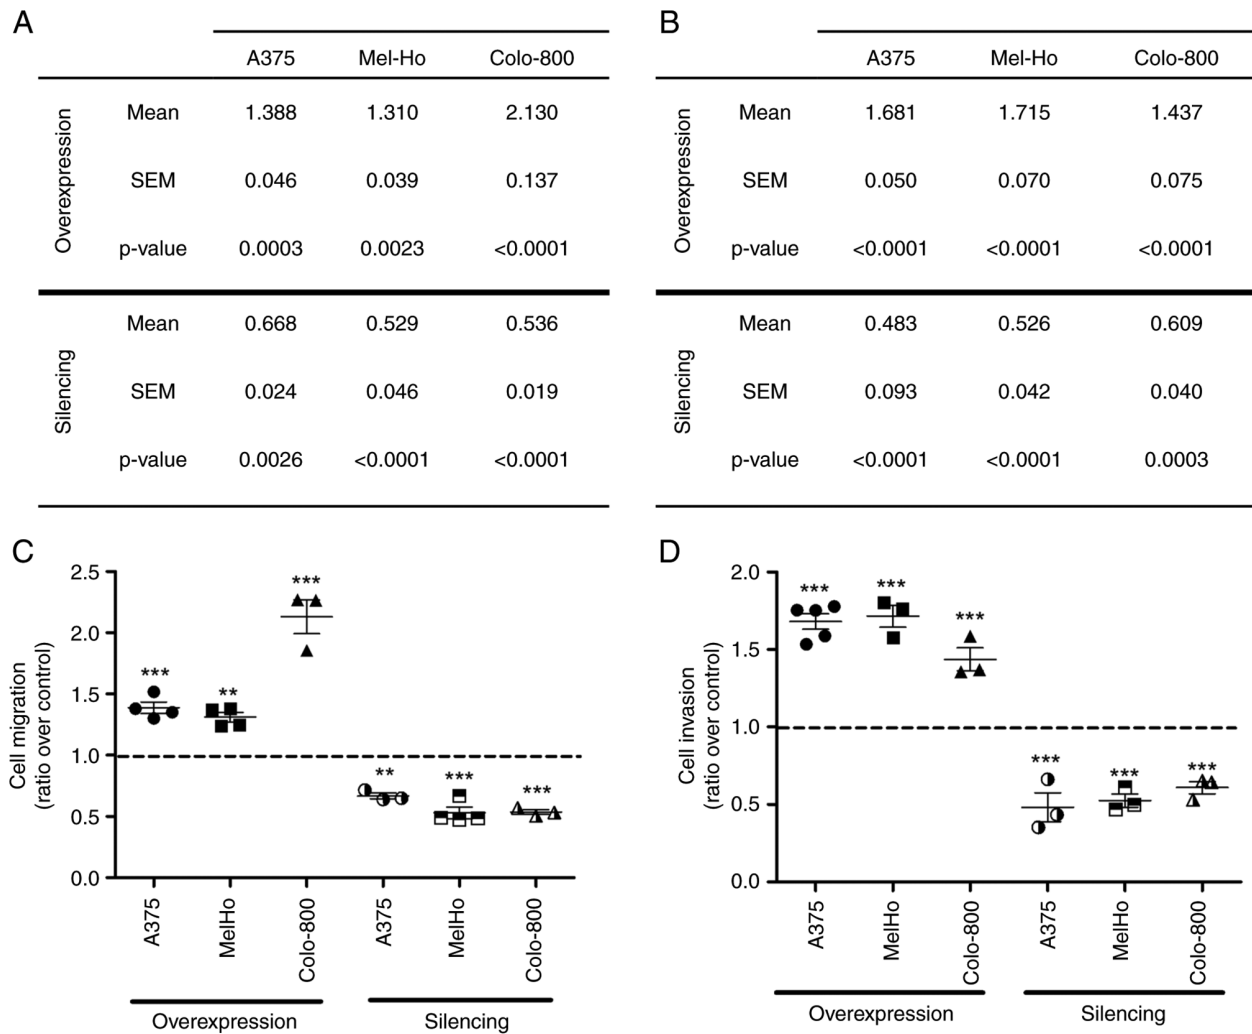 A
A375 Mel-Ho Colo-800
Overexpression
Mean 1.388 1.310 2.130
SEM 0.046 0.039 0.137
p-value 0.0003 0.0023 <0.0001
Silencing
Mean 0.668 0.529 0.536
SEM 0.024 0.046 0.019
p-value 0.0026 <0.0001 <0.0001
B
A375 Mel-Ho Colo-800
Overexpression
Mean 1.681 1.715 1.437
SEM 0.050 0.070 0.075
p-value <0.0001 <0.0001 <0.0001
Silencing
Mean 0.483 0.526 0.609
SEM 0.093 0.042 0.040
p-value <0.0001 <0.0001 0.0003
C
Cell migration
(ratio over control)
2.5
2.0
1.5
1.0
0.5
0.0
*** ** *** ** *** ***
A375 MelHo Colo-800 A375 MelHo Colo-800
Overexpression Silencing
D
Cell invasion
(ratio over control)
2.0
1.5
1.0
0.5
0.0
*** *** *** *** *** ***
A375 MelHo Colo-800 A375 MelHo Colo-800
Overexpression Silencing